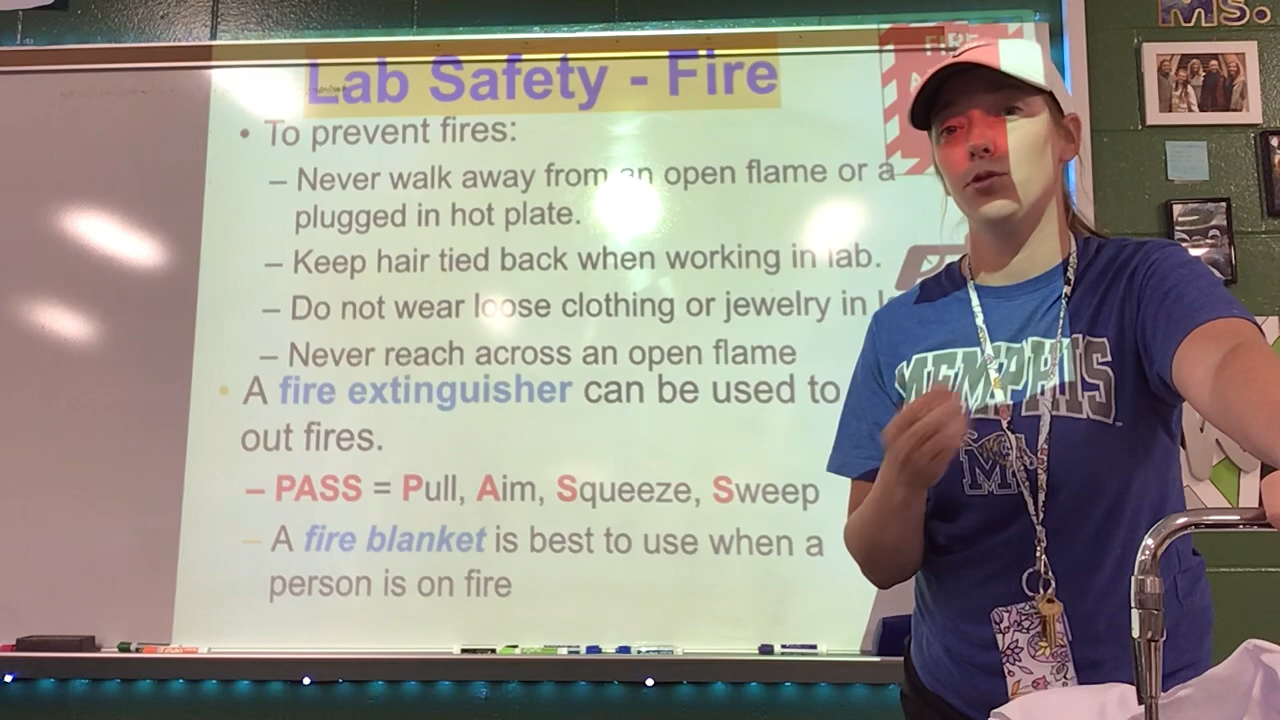 Ms.
FIRE
Lab Safety - Fire
• To prevent fires:
– Never walk away from an open flame or a
plugged in hot plate.
– Keep hair tied back when working in lab.
– Do not wear loose clothing or jewelry in
– Never reach across an open flame
• A fire extinguisher can be used to
out fires.
– PASS = Pull, Aim, Squeeze, Sweep
– A fire blanket is best to use when a
person is on fire
MEMPHIS
M